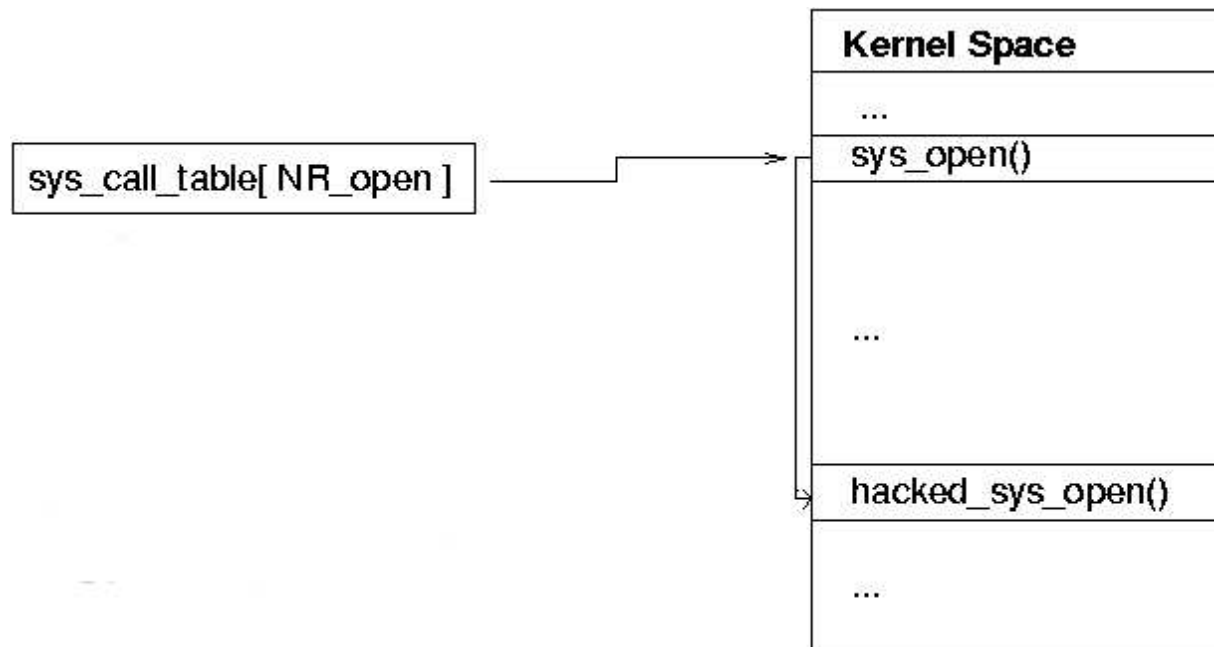 Kernel Space
...
sys_call_table[ NR_open ]
sys_open()
...
hacked_sys_open()
...